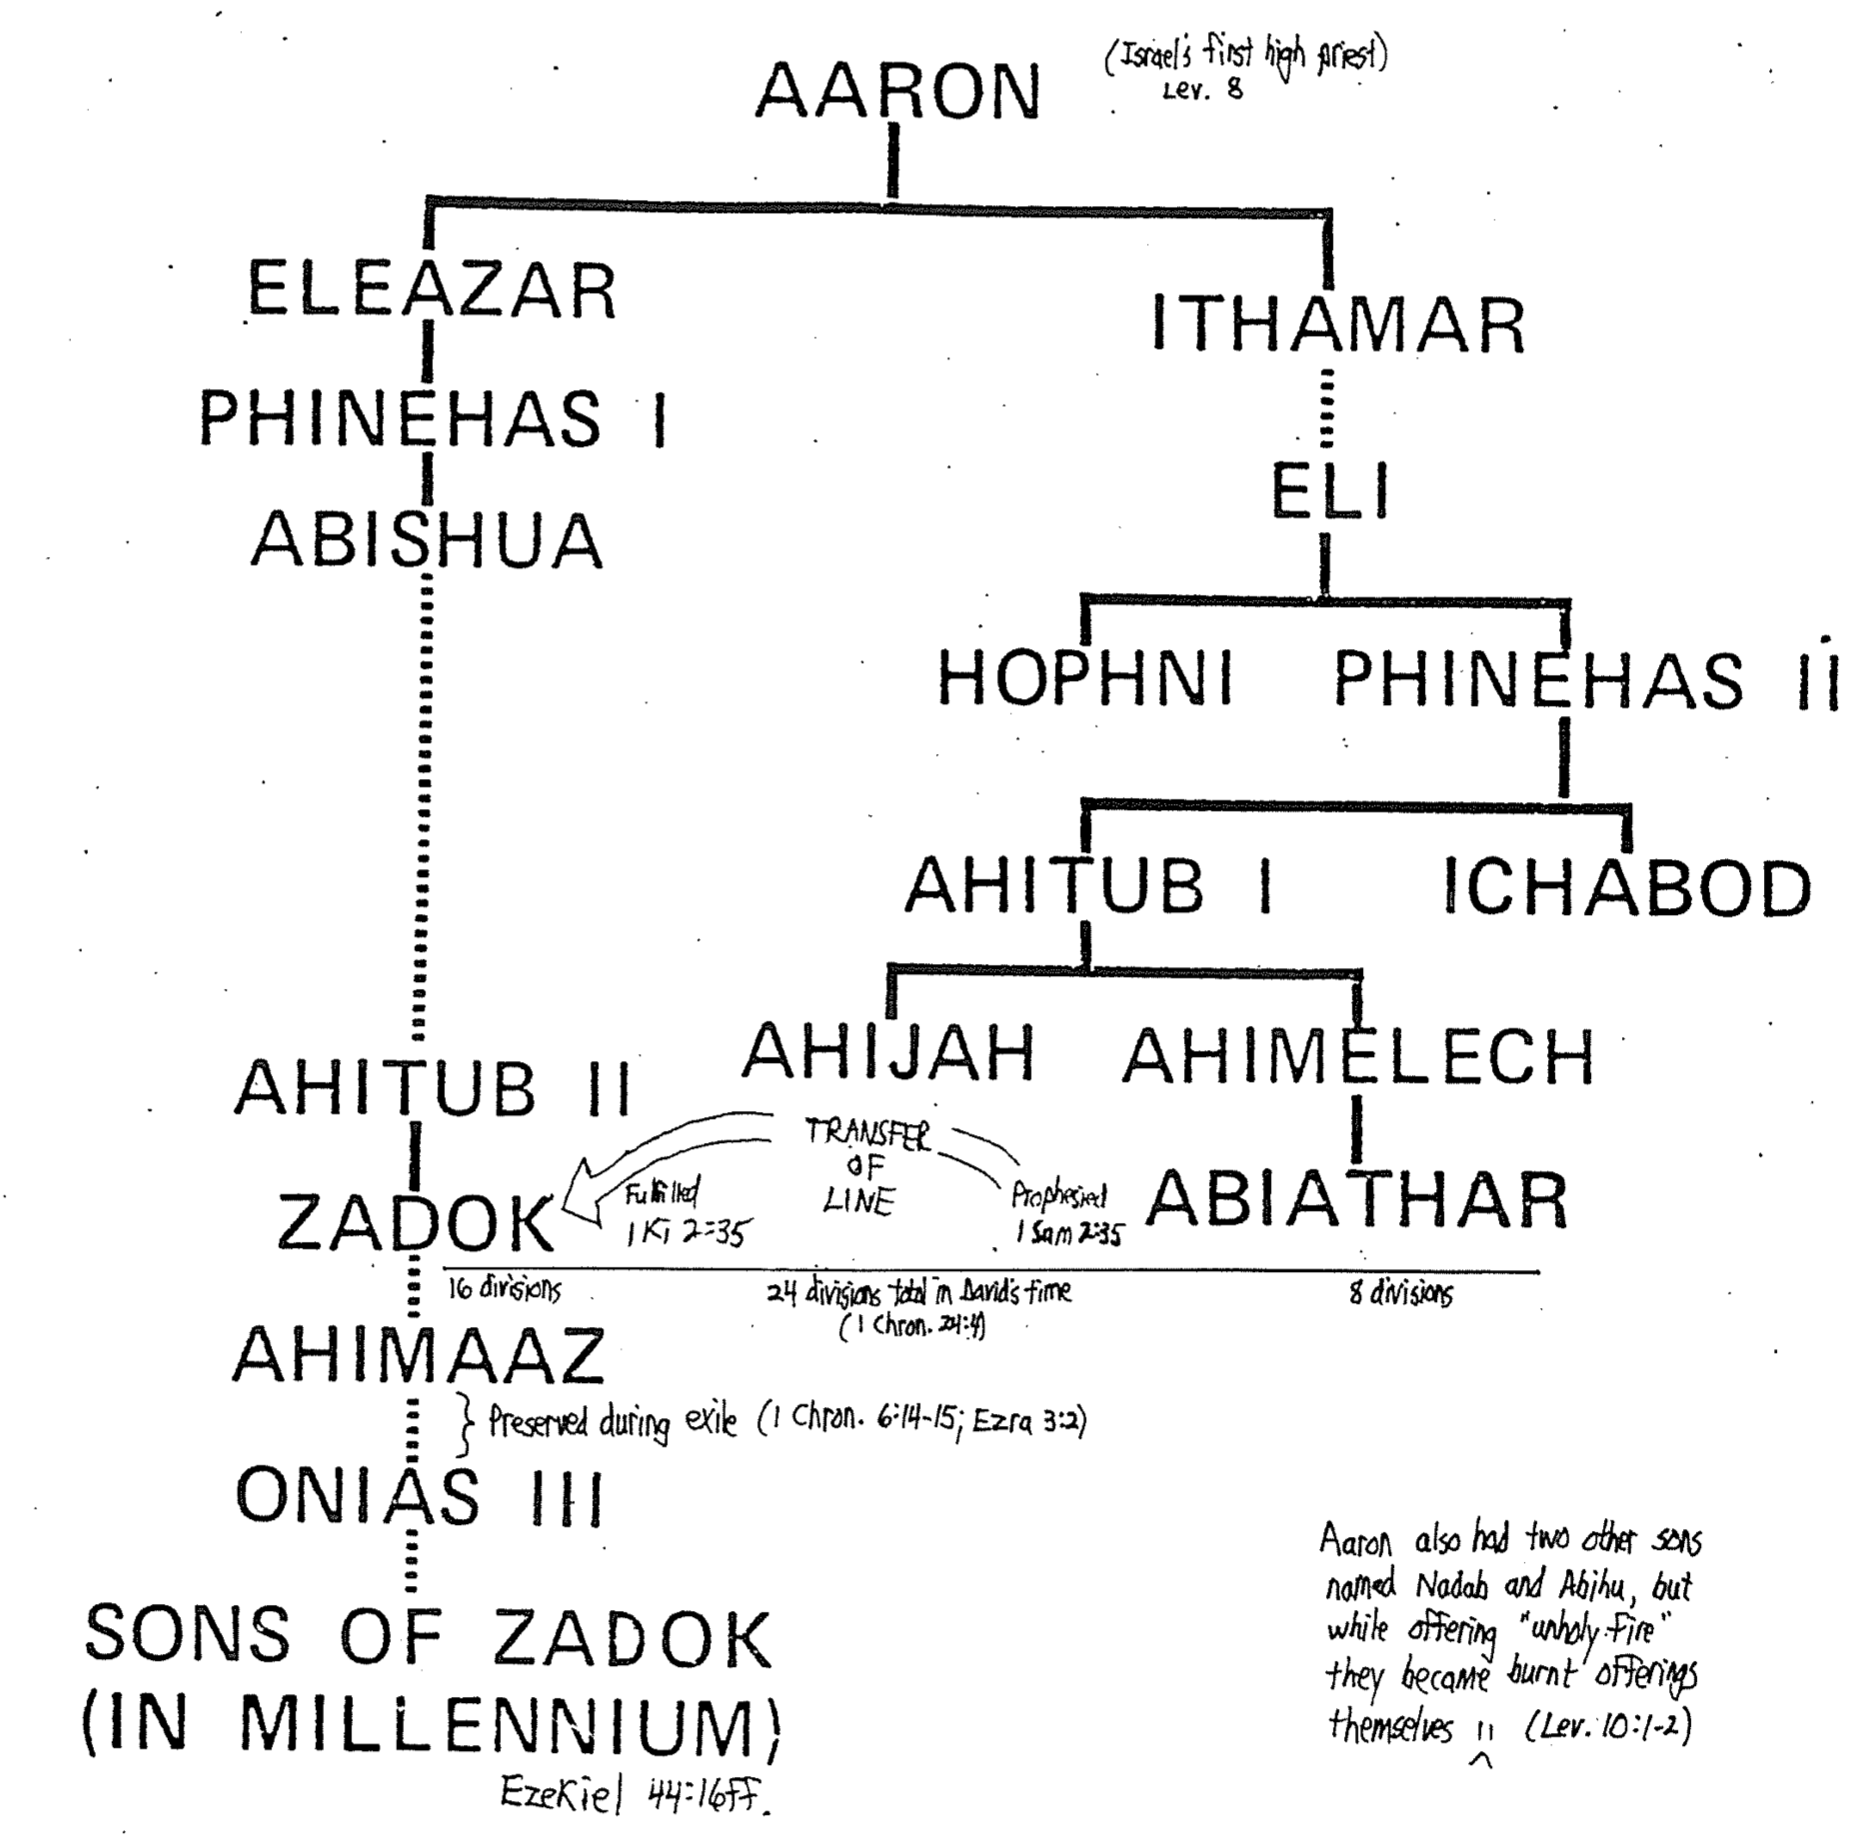 AARON
(Israel's first high priest)
Lev. 8
ELEAZAR
ITHAMAR
PHINEHAS I
ELI
ABISHUA
HOPHNI
PHINEHAS II
AHITUB I
ICHABOD
AHIJAH
AHIMELECH
AHITUB II
TRANSFER
OF
LINE
ZADOK
Fulfilled
1 Ki 2:35
Prophesied
1 Sam 2:35
ABIATHAR
16 divisions
24 divisions total in David's time
(1 Chron. 24:4)
8 divisions
AHIMAAZ
} Preserved during exile (1 Chron. 6:14-15; Ezra 3:2)
ONIAS III
SONS OF ZADOK
(IN MILLENNIUM)
Ezekiel 44:16ff.
Aaron also had two other sons
named Nadab and Abihu, but
while offering "unholy fire"
they became burnt offerings
themselves !! (Lev. 10:1-2)